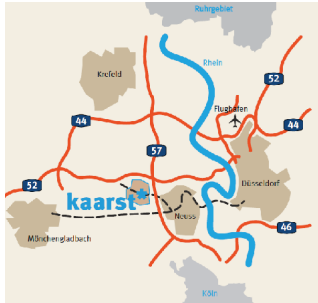 Ruhrgebiet
Rhein
Krefeld
52
Flughafen
44
44
57
52
kaarst
Düsseldorf
Neuss
Mönchengladbach
46
Köln